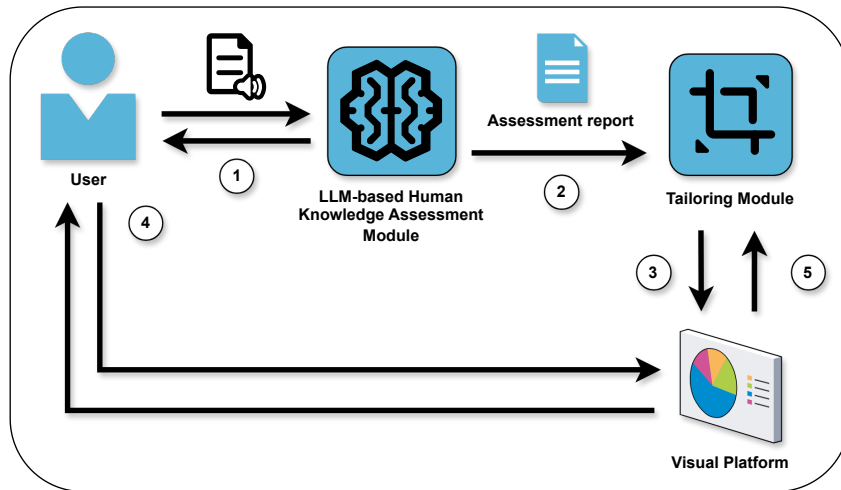 Assessment report
1
2
User
LLM-based Human
Knowledge Assessment
Module
Tailoring Module
4
3
5
Visual Platform